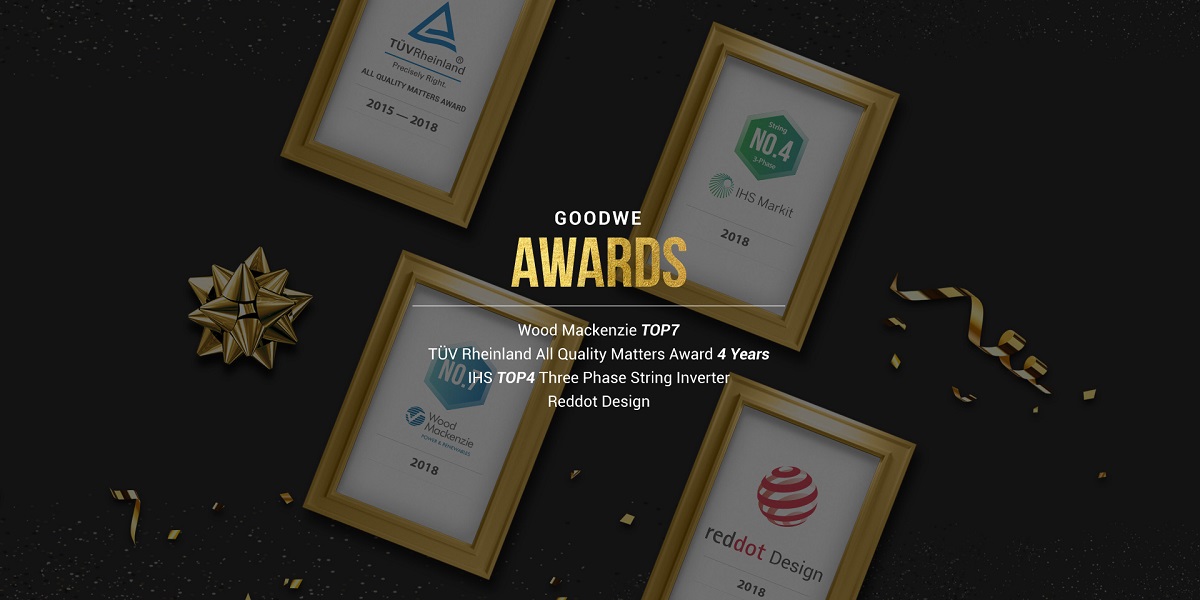 TÜVRheinland®
Precisely Right.
ALL QUALITY MATTERS AWARD
2015 — 2018
String
NO.4
3-Phase
IHS Markit
2018
GOODWE
AWARDS
Wood Mackenzie TOP7
TÜV Rheinland All Quality Matters Award 4 Years
IHS TOP4 Three Phase String Inverter
Reddot Design
NO.7
Wood
Mackenzie
POWER & RENEWABLES
2018
reddot Design
2018